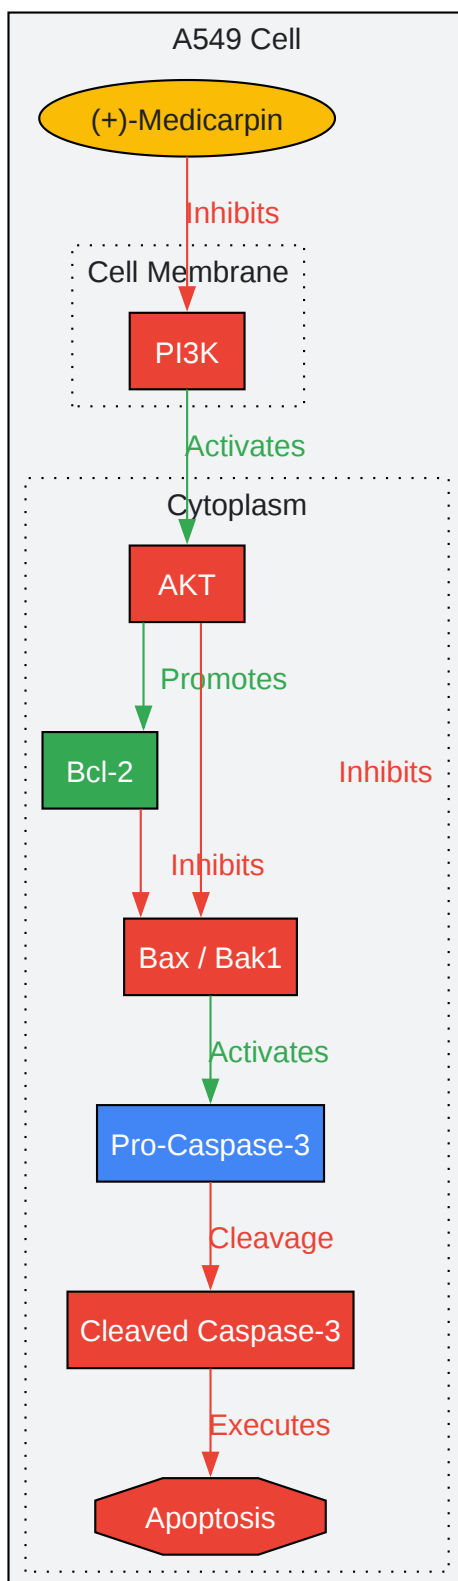 A549 Cell
(+)-Medicarpin
Inhibits
Cell Membrane
PI3K
Activates
Cytoplasm
AKT
Promotes
Bcl-2
Inhibits
Inhibits
Bax / Bak1
Activates
Pro-Caspase-3
Cleavage
Cleaved Caspase-3
Executes
Apoptosis